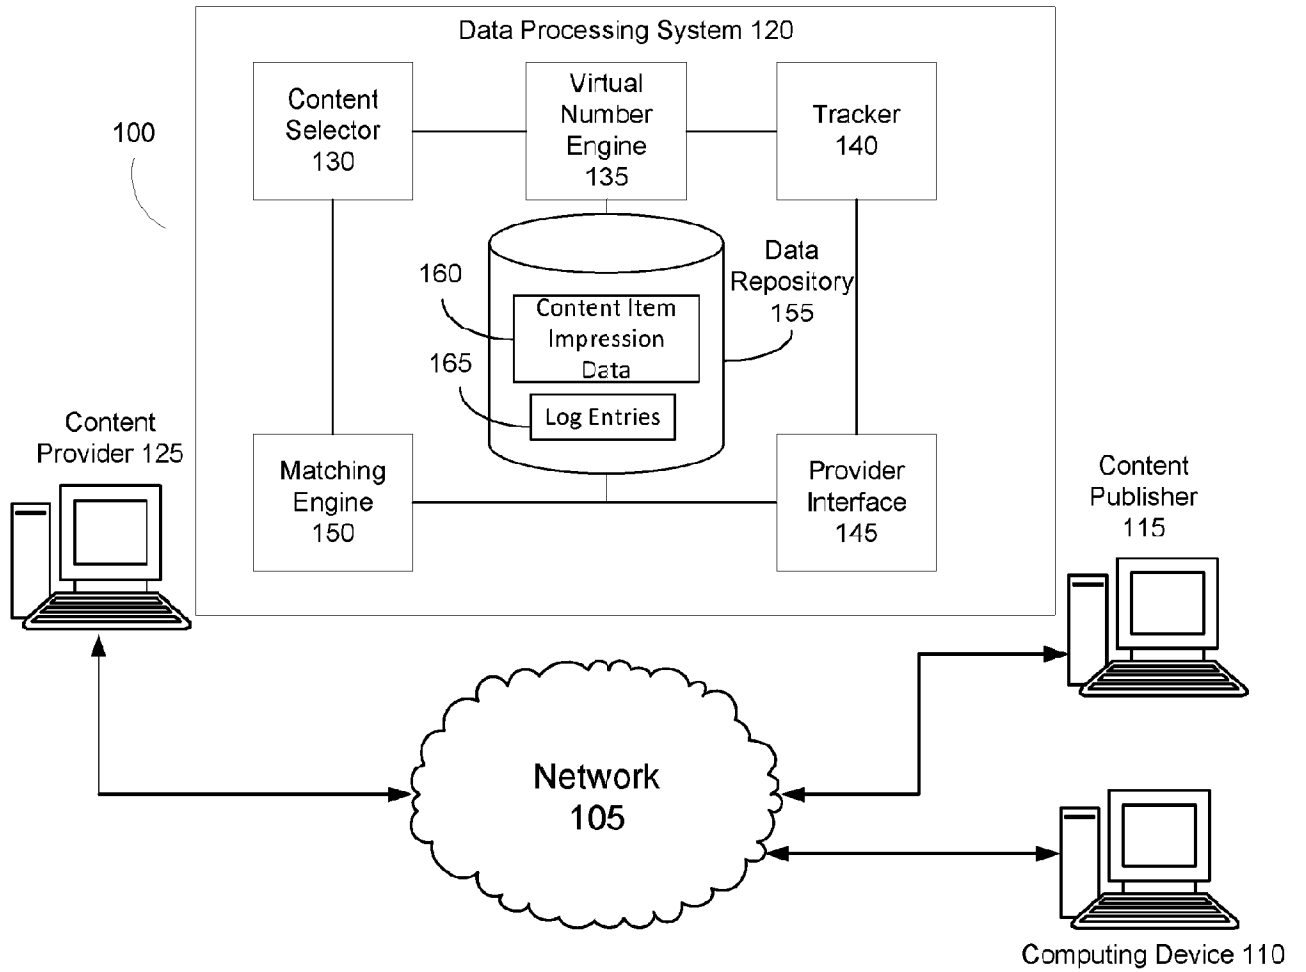 Data Processing System 120
Content
Selector
130
Virtual
Number
Engine
135
Tracker
140
100
160
Content Item
Impression
Data
165
Log Entries
Data
Repository
155
Content
Provider 125
Matching
Engine
150
Provider
Interface
145
Content
Publisher
115
Network
105
Computing Device 110